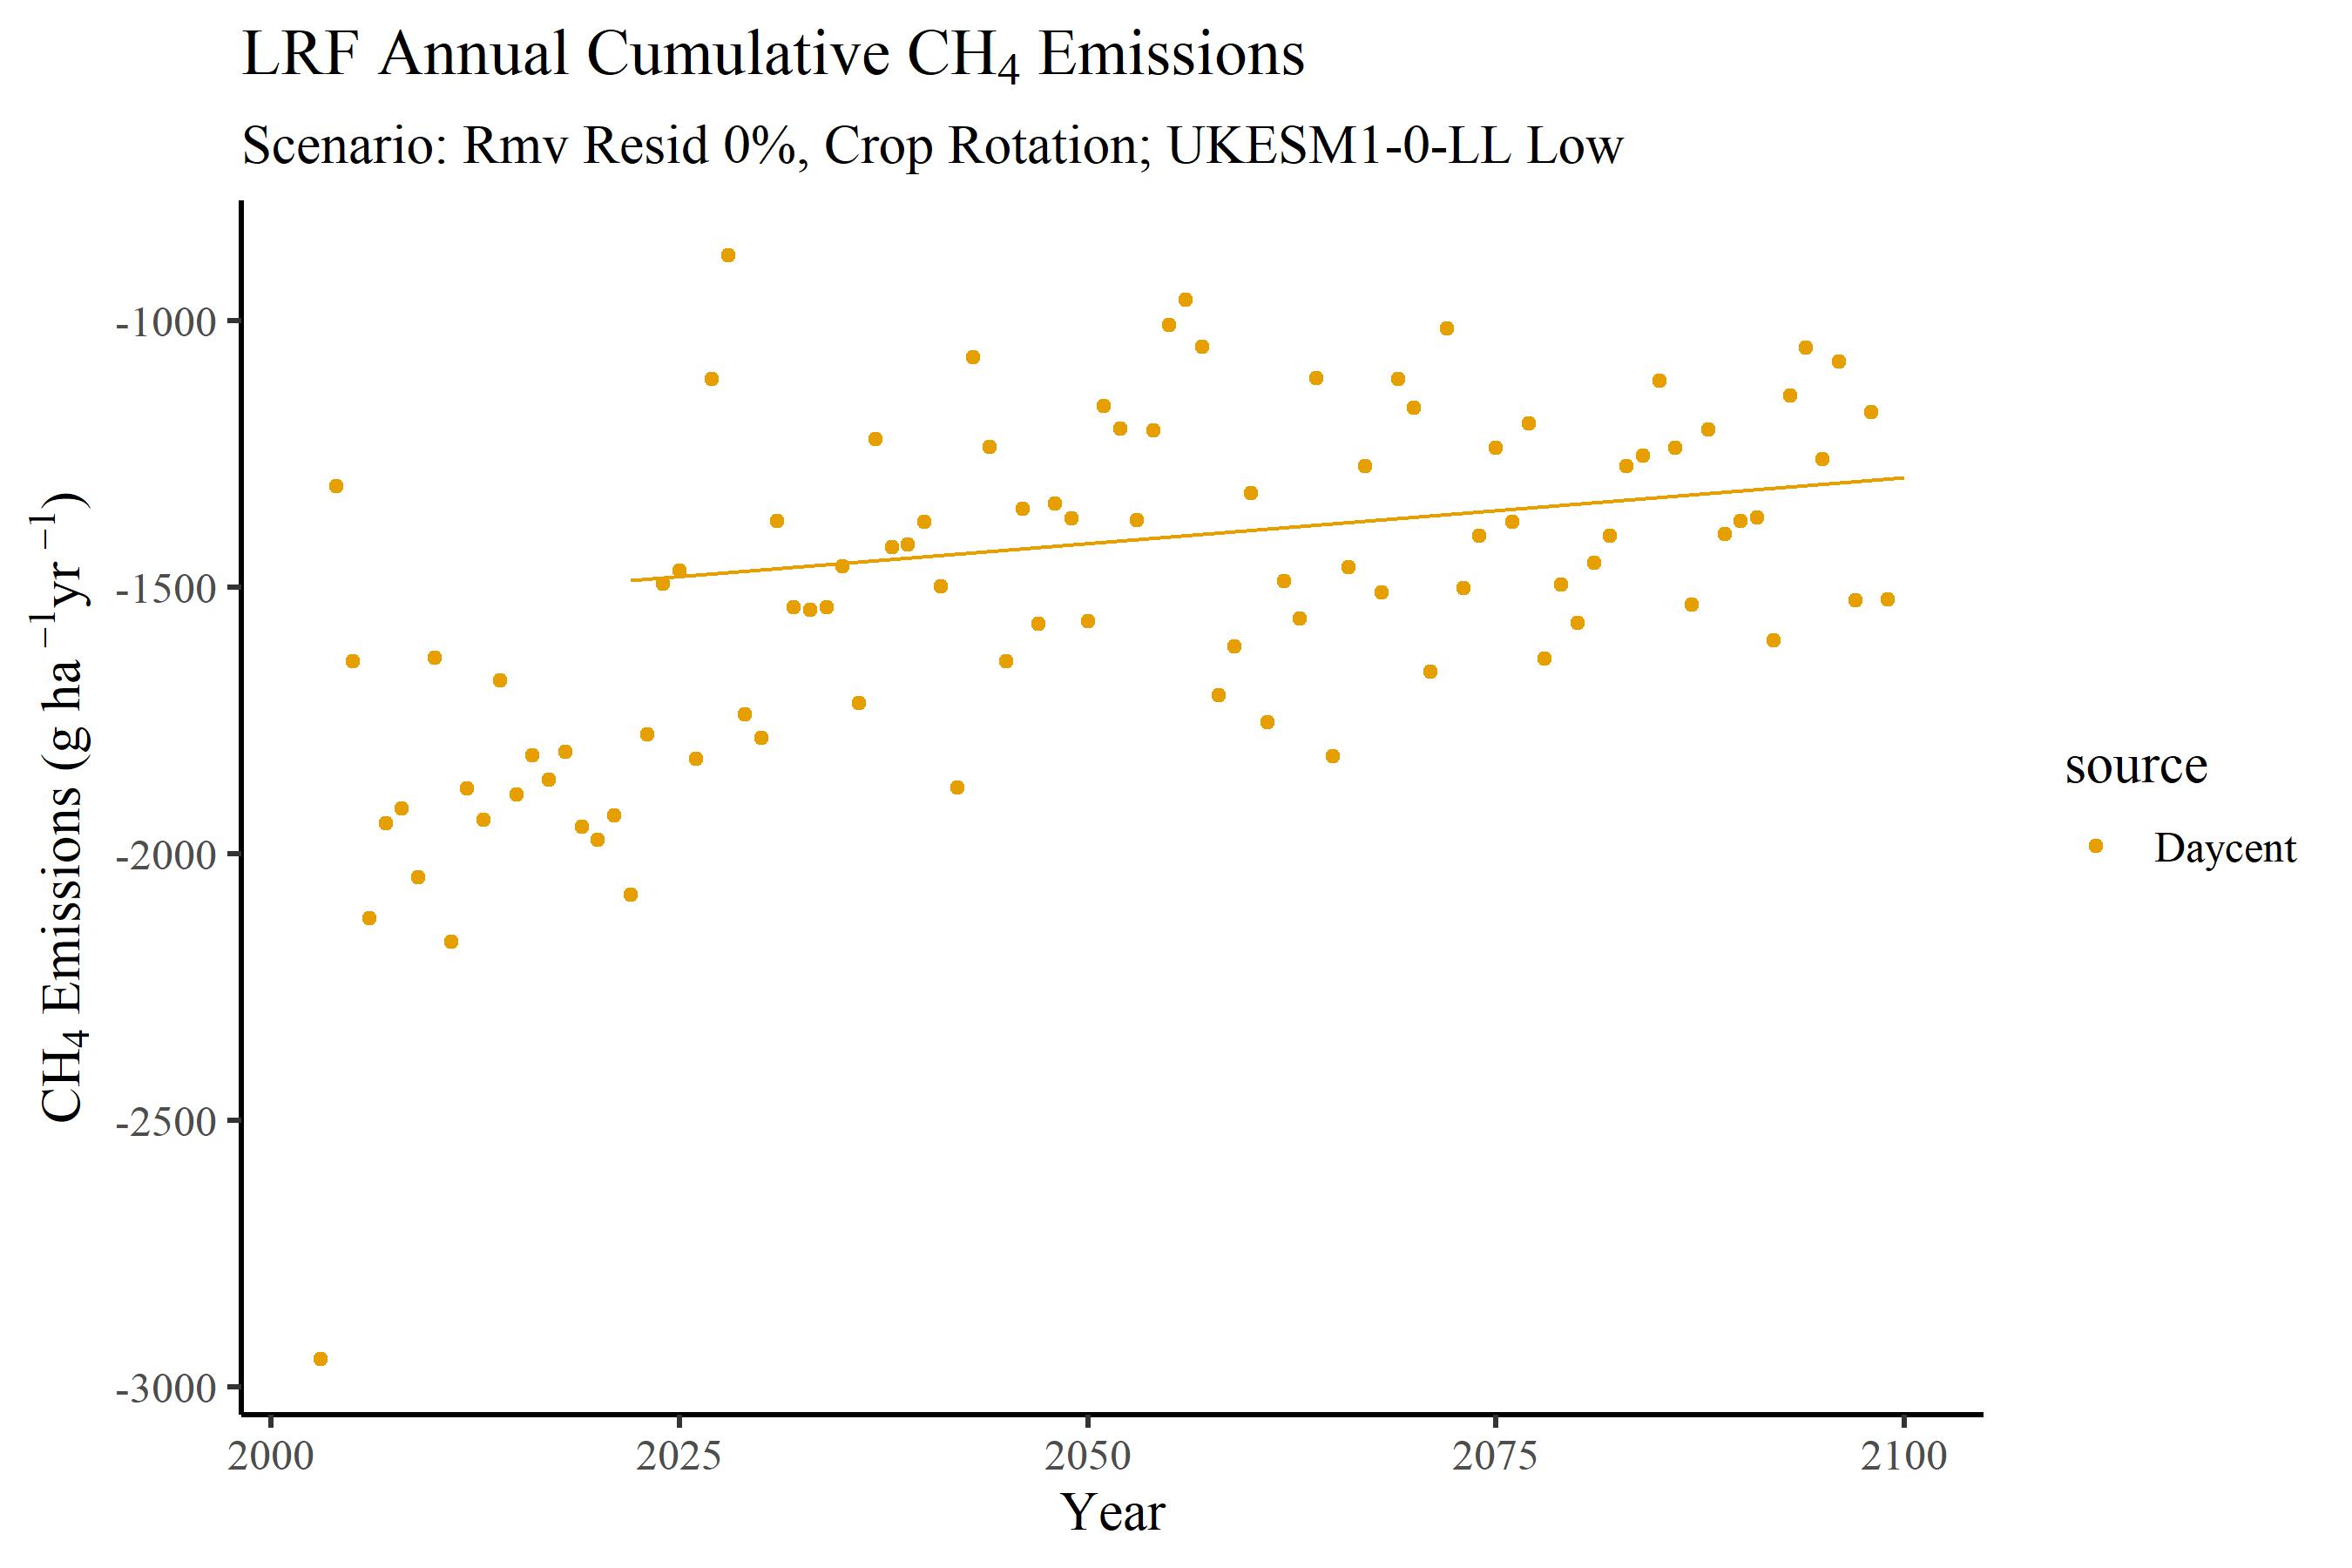 LRF Annual Cumulative CH₄ Emissions
Scenario: Rmv Resid 0%, Crop Rotation; UKESM1-0-LL Low
CH₄ Emissions (g ha⁻¹yr⁻¹)
-1000
-1500
-2000
-2500
-3000
2000 2025 2050 2075 2100
Year
source
Daycent